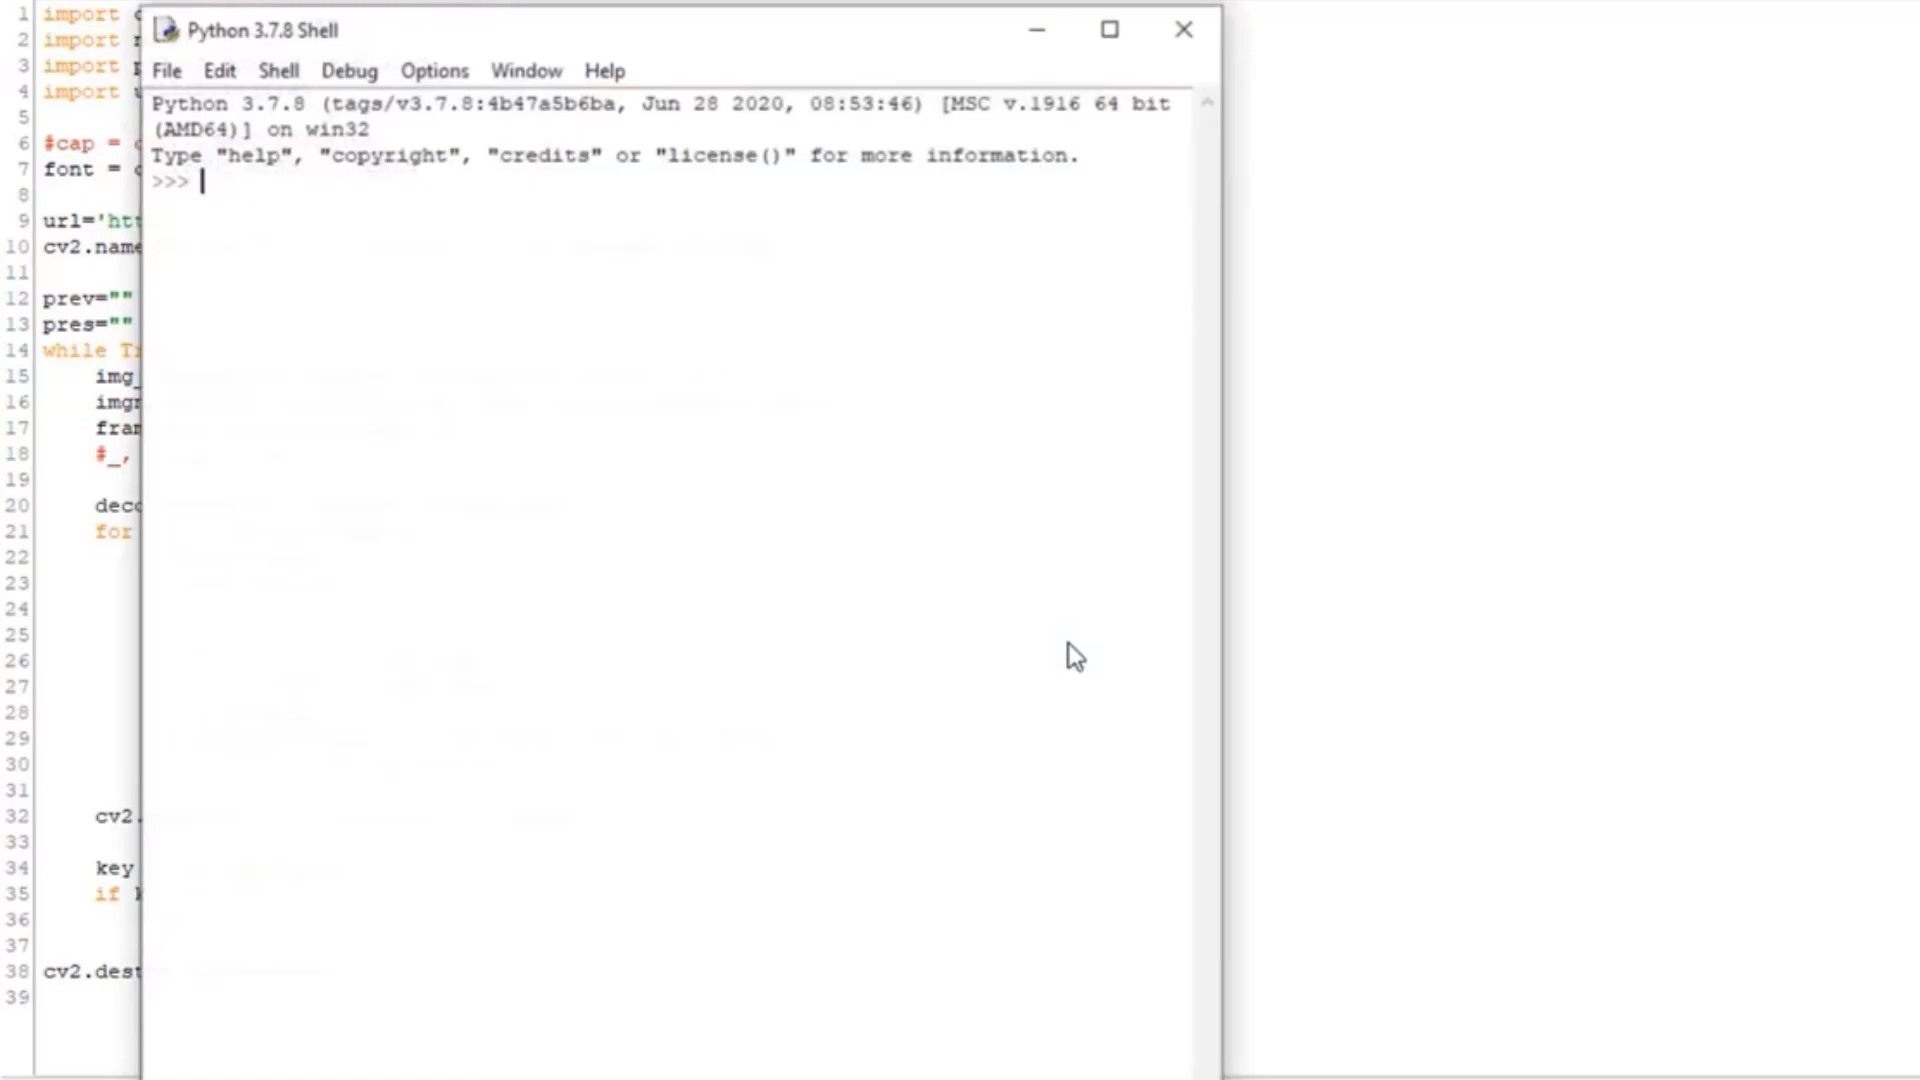 Python 3.7.8 Shell
File Edit Shell Debug Options Window Help
Python 3.7.8 (tags/v3.7.8:4b47a5b6ba, Jun 28 2020, 08:53:46) [MSC v.1916 64 bit
(AMD64)] on win32
Type "help", "copyright", "credits" or "license()" for more information.
>>>
1 import
2 import
3 import
4 import
5
6 #cap =
7 font =
8
9 url='htt
10 cv2.name
11
12 prev=""
13 pres=""
14 while T
15 img_
16 img
17 fra
18 #_,
19
20 dec
21 for
22
23
24
25
26
27
28
29
30
31
32 cv2.
33
34 key
35 if
36
37
38 cv2.dest
39